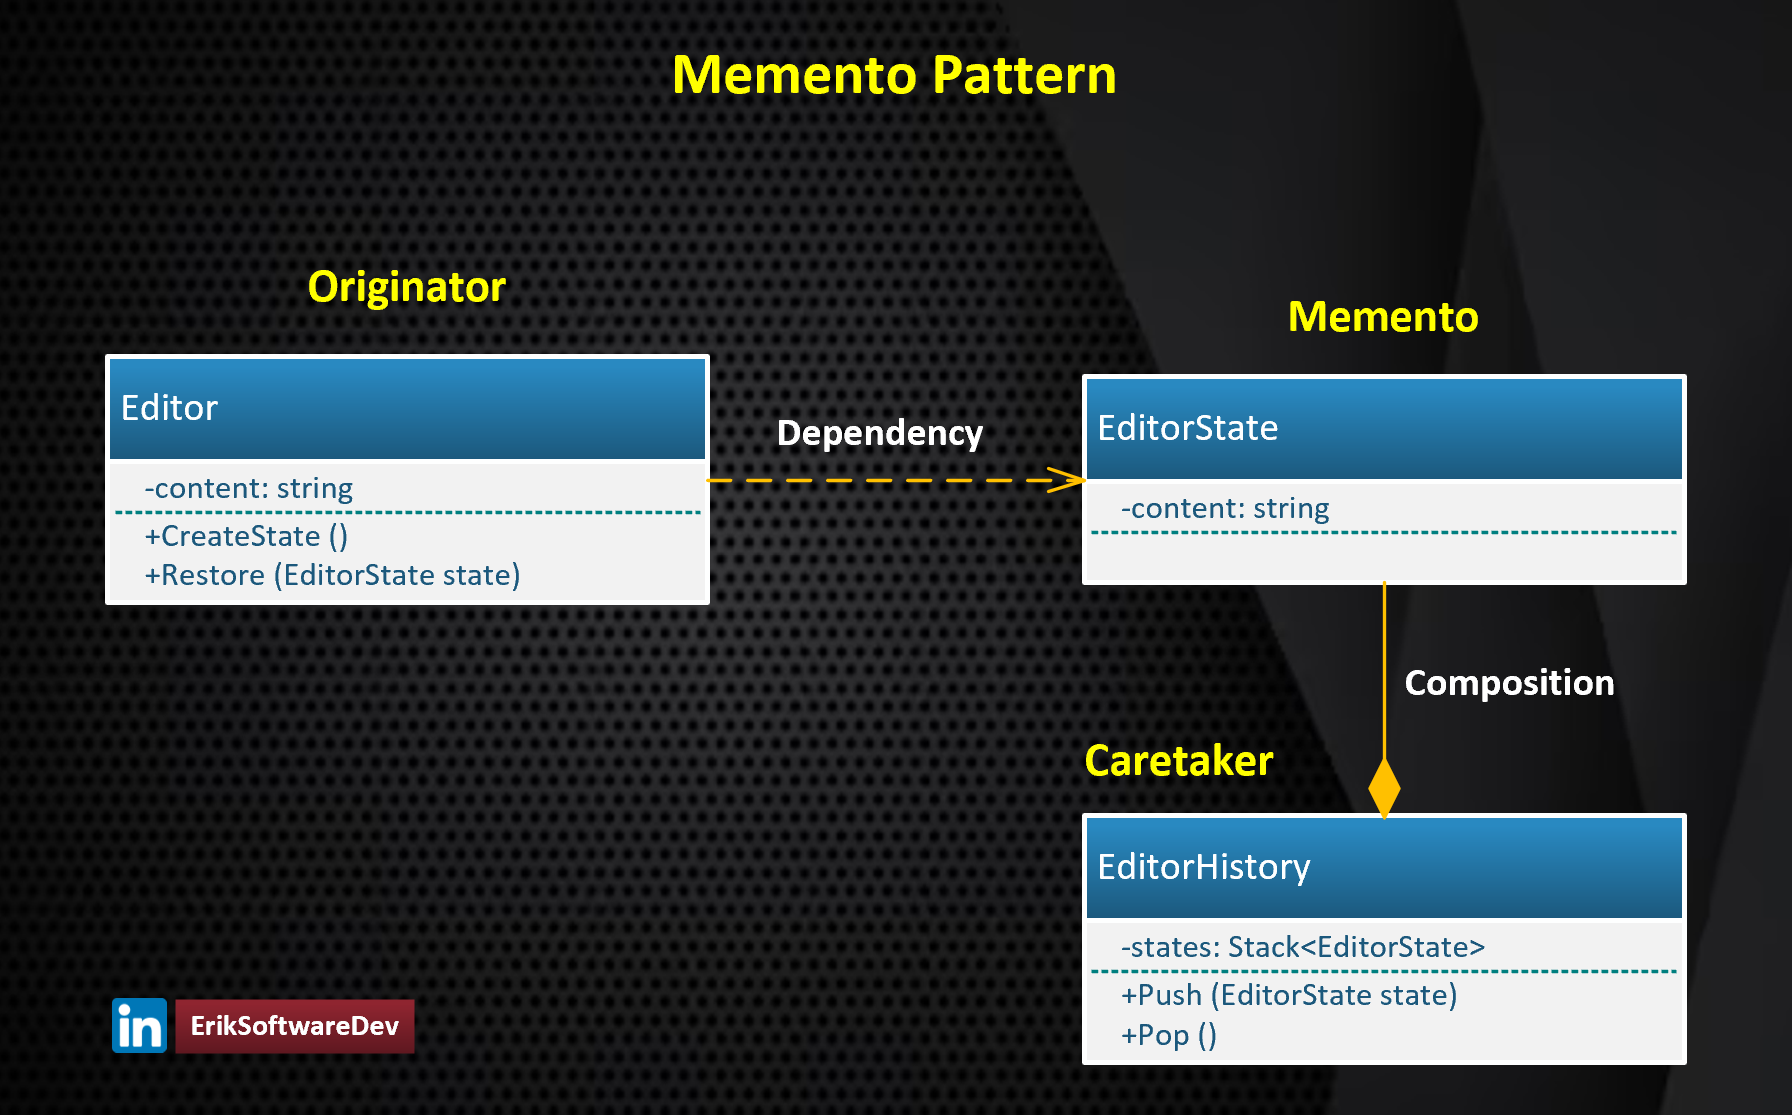 Memento Pattern
Originator
Editor
-content: string
+CreateState ()
+Restore (EditorState state)
Dependency
Memento
EditorState
-content: string
Composition
Caretaker
EditorHistory
-states: Stack<EditorState>
+Push (EditorState state)
+Pop ()
in
ErikSoftwareDev